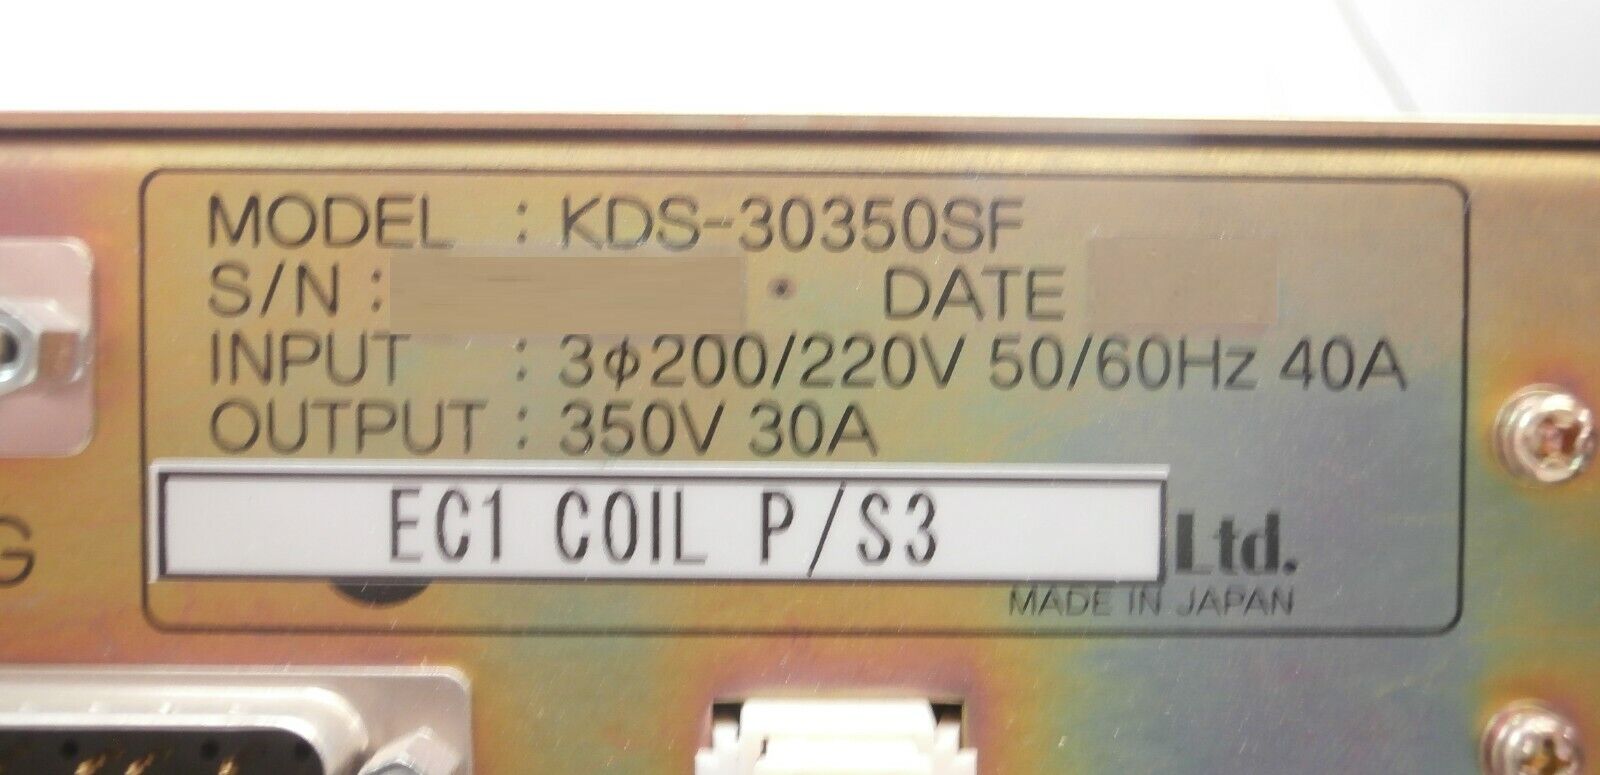 MODEL : KDS-30350SF
S/N : DATE
INPUT : 3φ200/220V 50/60Hz 40A
OUTPUT : 350V 30A
EC1 COIL P/S3
Ltd.
MADE IN JAPAN
G